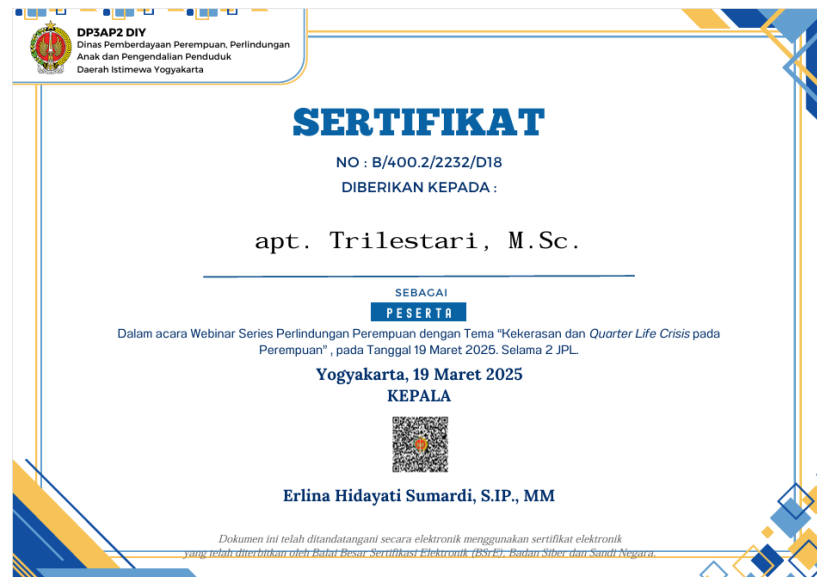 DP3AP2 DIY
Dinas Pemberdayaan Perempuan, Perlindungan
Anak dan Pengendalian Penduduk
Daerah Istimewa Yogyakarta
SERTIFIKAT
NO : B/400.2/2232/D18
DIBERIKAN KEPADA :
apt. Trilestari, M.Sc.
SEBAGAI
PESERTA
Dalam acara Webinar Series Perlindungan Perempuan dengan Tema “Kekerasan dan Quarter Life Crisis pada
Perempuan” , pada Tanggal 19 Maret 2025. Selama 2 JPL.
Yogyakarta, 19 Maret 2025
KEPALA
Erlina Hidayati Sumardi, S.IP., MM
Dokumen ini telah ditandatangani secara elektronik menggunakan sertifikat elektronik
yang telah diterbitkan oleh Balai Besar Sertifikasi Elektronik (BSrE), Badan Siber dan Sandi Negara.